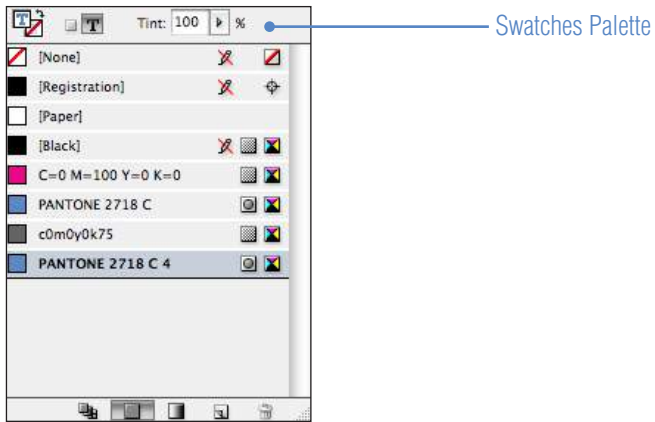 T T Tint: 100 %
Swatches Palette
[None]
[Registration]
[Paper]
[Black]
C=0 M=100 Y=0 K=0
PANTONE 2718 C
c0m0y0k75
PANTONE 2718 C 4